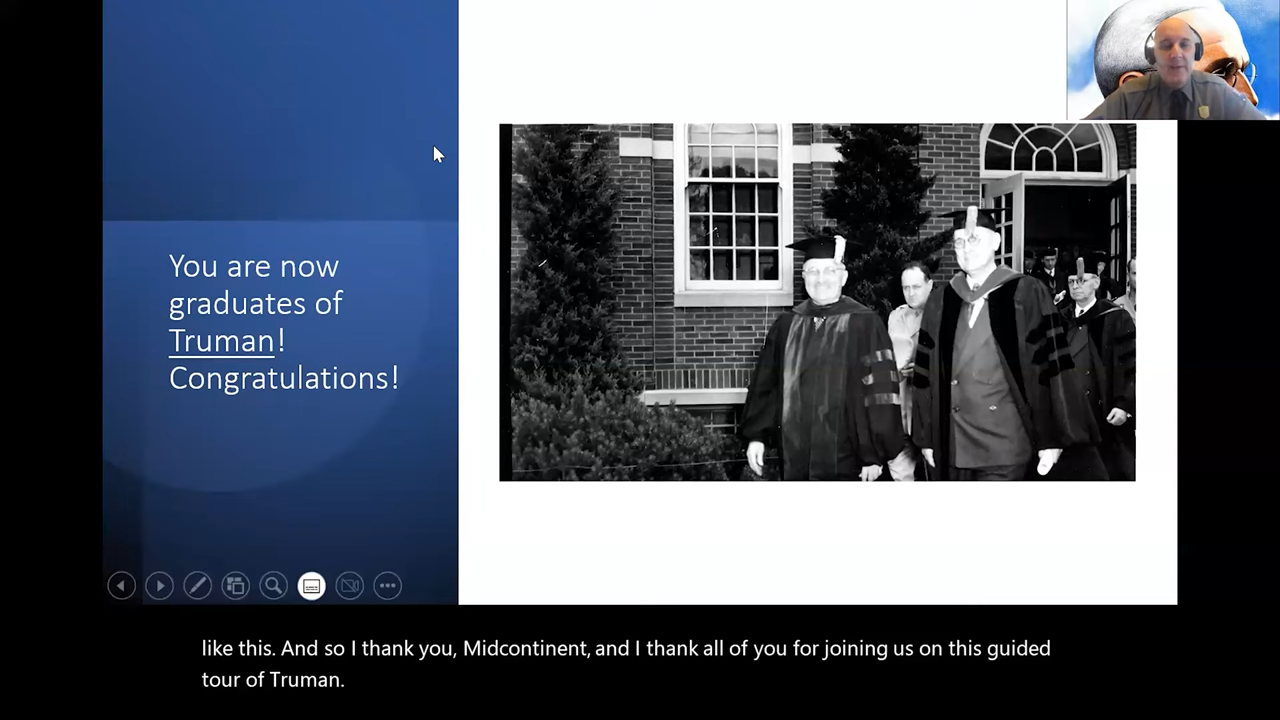 You are now
graduates of
Truman!
Congratulations!
like this. And so I thank you, Midcontinent, and I thank all of you for joining us on this guided
tour of Truman.